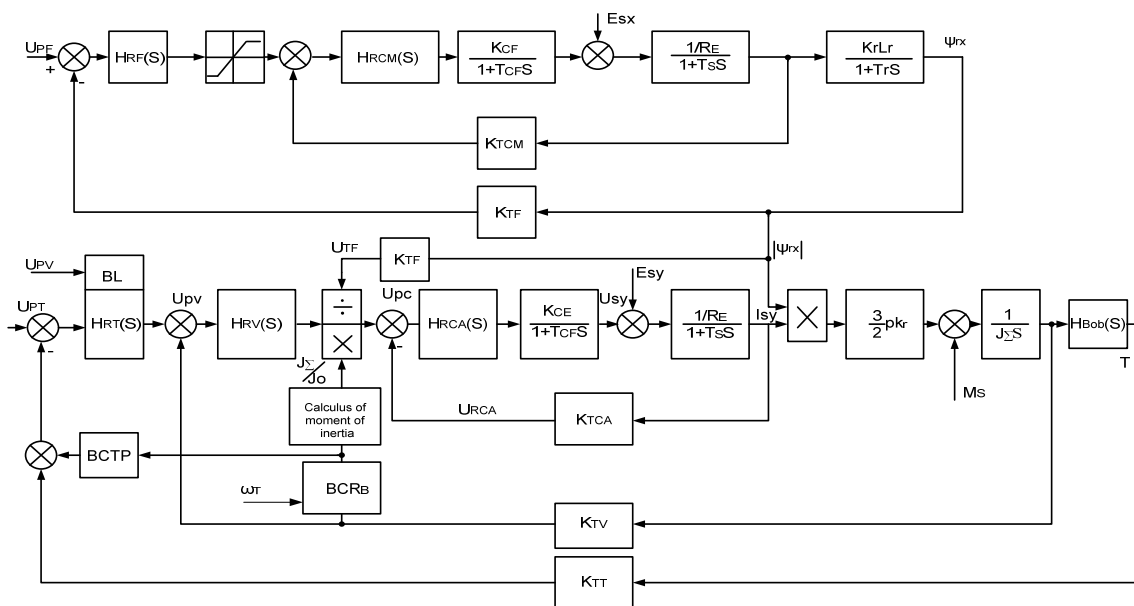 Esx
UPF
+
-
HRF(S)
HRCM(S)
KCF
1+TCFS
1/RE
1+TSS
KrLr
1+TrS
Ψrx
KTCM
KTF
UTF
KTF
|Ψrx|
UPV
BL
UPT
-
HRT(S)
Upv
HRV(S)
÷
×
Upc
-
HRCA(S)
KCE
1+TCFS
Usy
Esy
1/RE
1+TSS
Isy
×
3/2 pkr
1
JΣS
HBob(S)
T
MS
JΣ/Jo
Calculus of
moment of
inertia
URCA
KTCA
BCTP
ωT
BCRB
KTV
KTT